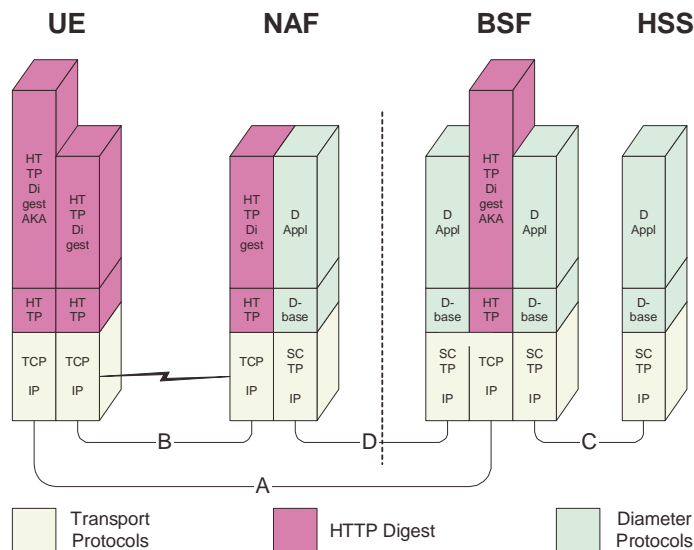 UE
NAF
BSF
HSS
HT
TP
Di
gest
AKA
HT
TP
Di
gest
HT
TP
HT
TP
TCP
IP
TCP
IP
HT
TP
Di
gest
D
Appl
HT
TP
D-
base
TCP
IP
SC
TP
IP
D
Appl
HT
TP
Di
gest
AKA
D
Appl
D-
base
HT
TP
D-
base
SC
TP
IP
TCP
IP
SC
TP
IP
D
Appl
D-
base
SC
TP
IP
B
D
C
A
Transport
Protocols
HTTP Digest
Diameter
Protocols